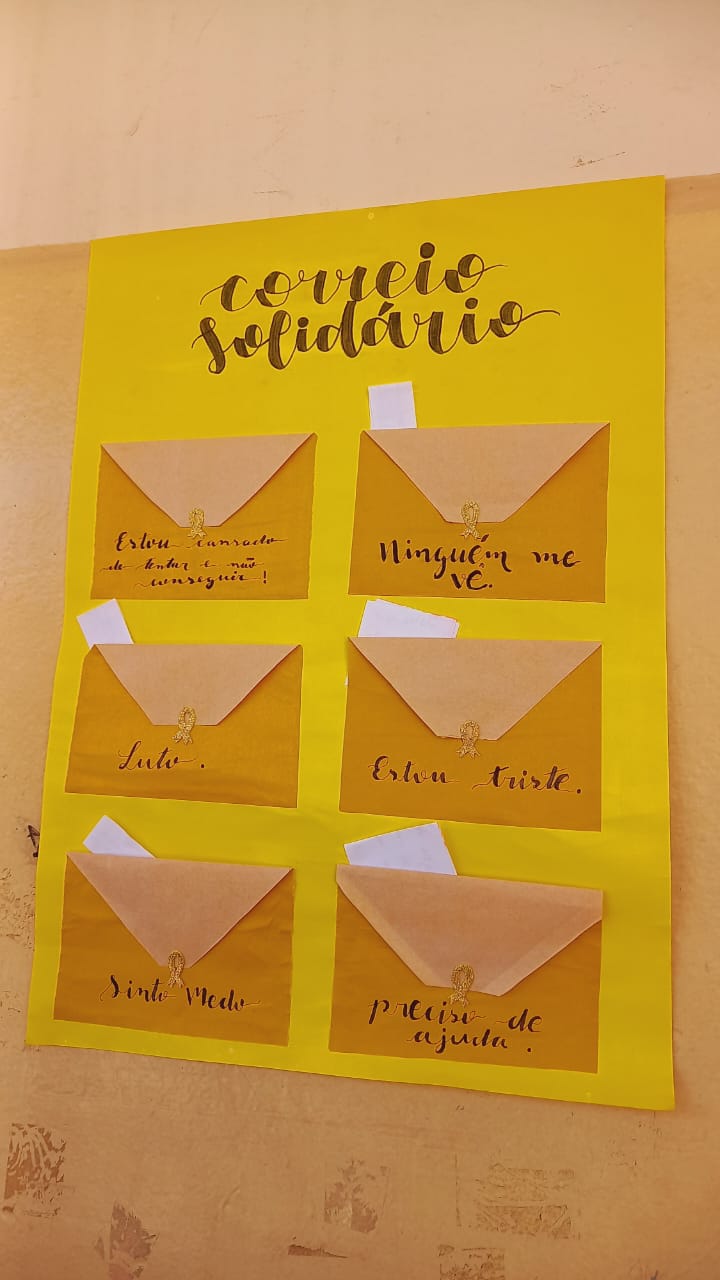 correio
solidário
Estou cansado
de tentar e não
conseguir!
Ninguém me
vê.
Luto.
Estou triste.
Sinto Medo
preciso de
ajuda.